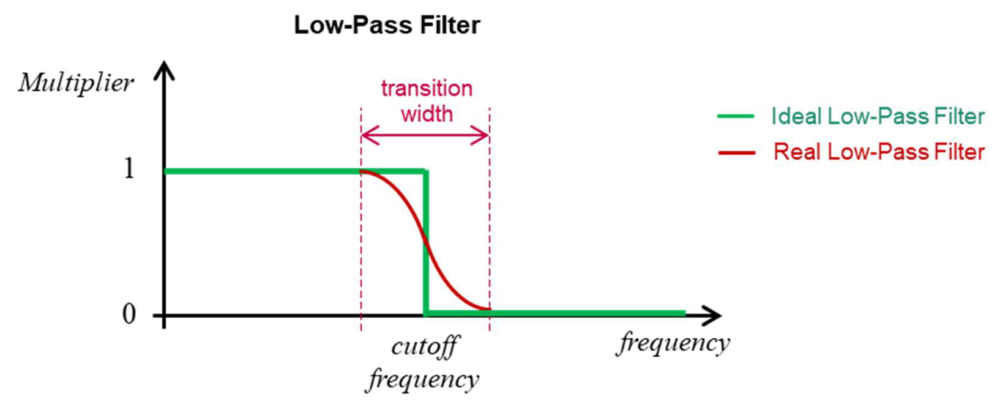 Low-Pass Filter
Multiplier
transition
width
Ideal Low-Pass Filter
Real Low-Pass Filter
1
0
cutoff
frequency
frequency